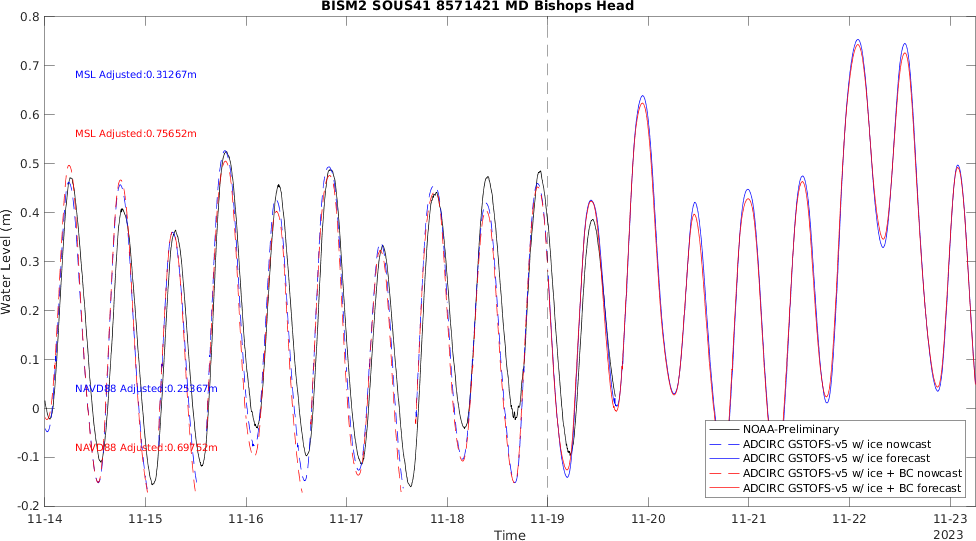 BISM2 SOUS41 8571421 MD Bishops Head
Water Level (m)
0.8
0.7
0.6
0.5
0.4
0.3
0.2
0.1
0
-0.1
-0.2
MSL Adjusted:0.31267m
MSL Adjusted:0.75652m
NAVD88 Adjusted:0.25367m
NAVD88 Adjusted:0.69752m
NOAA-Preliminary
ADCIRC GSTOFS-v5 w/ ice nowcast
ADCIRC GSTOFS-v5 w/ ice forecast
ADCIRC GSTOFS-v5 w/ ice + BC nowcast
ADCIRC GSTOFS-v5 w/ ice + BC forecast
11-14 11-15 11-16 11-17 11-18 11-19 11-20 11-21 11-22 11-23
Time
2023